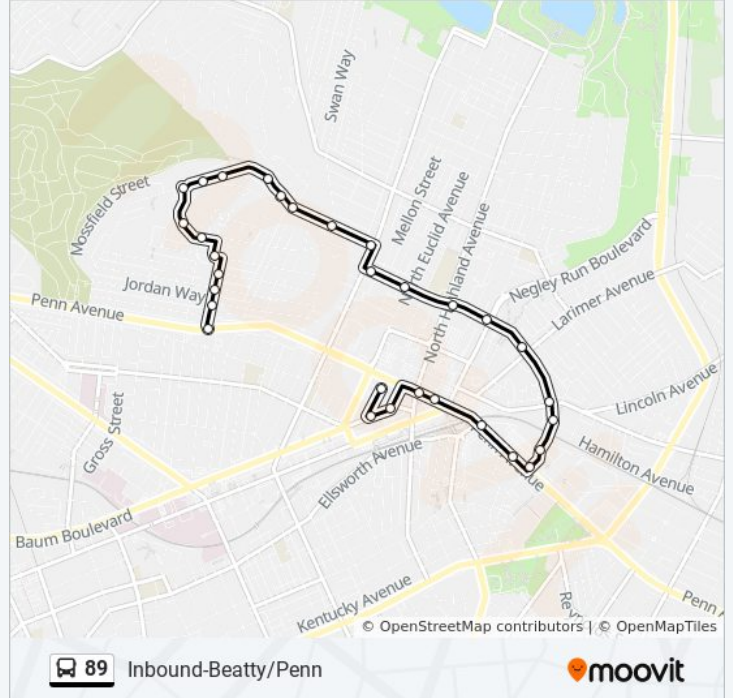 Swan Way
Mellon Street
North Euclid Avenue
North Highland Avenue
Mossfield Street
Negley Run Boulevard
Larimer Avenue
Jordan Way
Penn Avenue
Lincoln Avenue
Gross Street
Hamilton Avenue
Ellsworth Avenue
Baum Boulevard
Kentucky Avenue
Penn A
© OpenStreetMap contributors | © OpenMapTiles
89 Inbound-Beatty/Penn
moovit